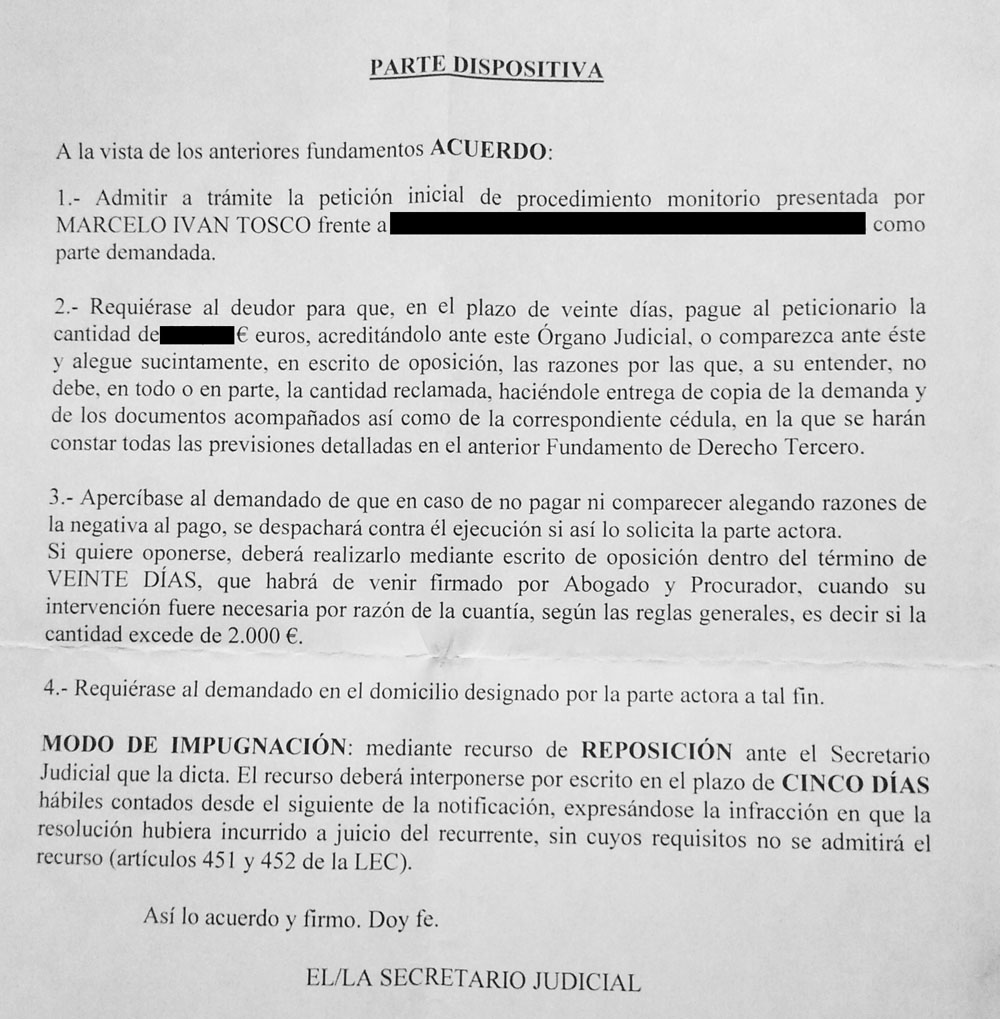 PARTE DISPOSITIVA
A la vista de los anteriores fundamentos ACUERDO:
1.- Admitir a trámite la petición inicial de procedimiento monitorio presentada por
MARCELO IVAN TOSCO frente a como
parte demandada.
2.- Requiérase al deudor para que, en el plazo de veinte días, pague al peticionario la
cantidad de € euros, acreditándolo ante este Órgano Judicial, o comparezca ante éste
y alegue sucintamente, en escrito de oposición, las razones por las que, a su entender, no
debe, en todo o en parte, la cantidad reclamada, haciéndole entrega de copia de la demanda y
de los documentos acompañados así como de la correspondiente cédula, en la que se harán
constar todas las previsiones detalladas en el anterior Fundamento de Derecho Tercero.
3.- Apercíbase al demandado de que en caso de no pagar ni comparecer alegando razones de
la negativa al pago, se despachará contra él ejecución si así lo solicita la parte actora.
Si quiere oponerse, deberá realizarlo mediante escrito de oposición dentro del término de
VEINTE DÍAS, que habrá de venir firmado por Abogado y Procurador, cuando su
intervención fuere necesaria por razón de la cuantía, según las reglas generales, es decir si la
cantidad excede de 2.000 €.
4.- Requiérase al demandado en el domicilio designado por la parte actora a tal fin.
MODO DE IMPUGNACIÓN: mediante recurso de REPOSICIÓN ante el Secretario
Judicial que la dicta. El recurso deberá interponerse por escrito en el plazo de CINCO DÍAS
hábiles contados desde el siguiente de la notificación, expresándose la infracción en que la
resolución hubiera incurrido a juicio del recurrente, sin cuyos requisitos no se admitirá el
recurso (artículos 451 y 452 de la LEC).
Así lo acuerdo y firmo. Doy fe.
EL/LA SECRETARIO JUDICIAL